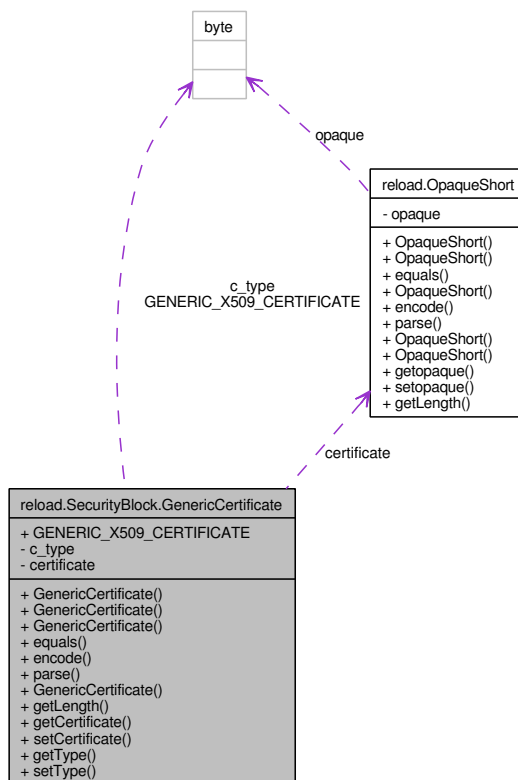 byte
opaque
reload.OpaqueShort
- opaque
+ OpaqueShort()
+ OpaqueShort()
+ equals()
+ OpaqueShort()
+ encode()
+ parse()
+ OpaqueShort()
+ OpaqueShort()
+ getopaque()
+ setopaque()
+ getLength()
c_type
GENERIC_X509_CERTIFICATE
certificate
reload.SecurityBlock.GenericCertificate
+ GENERIC_X509_CERTIFICATE
- c_type
- certificate
+ GenericCertificate()
+ GenericCertificate()
+ GenericCertificate()
+ equals()
+ encode()
+ parse()
+ GenericCertificate()
+ getLength()
+ getCertificate()
+ setCertificate()
+ getType()
+ setType()